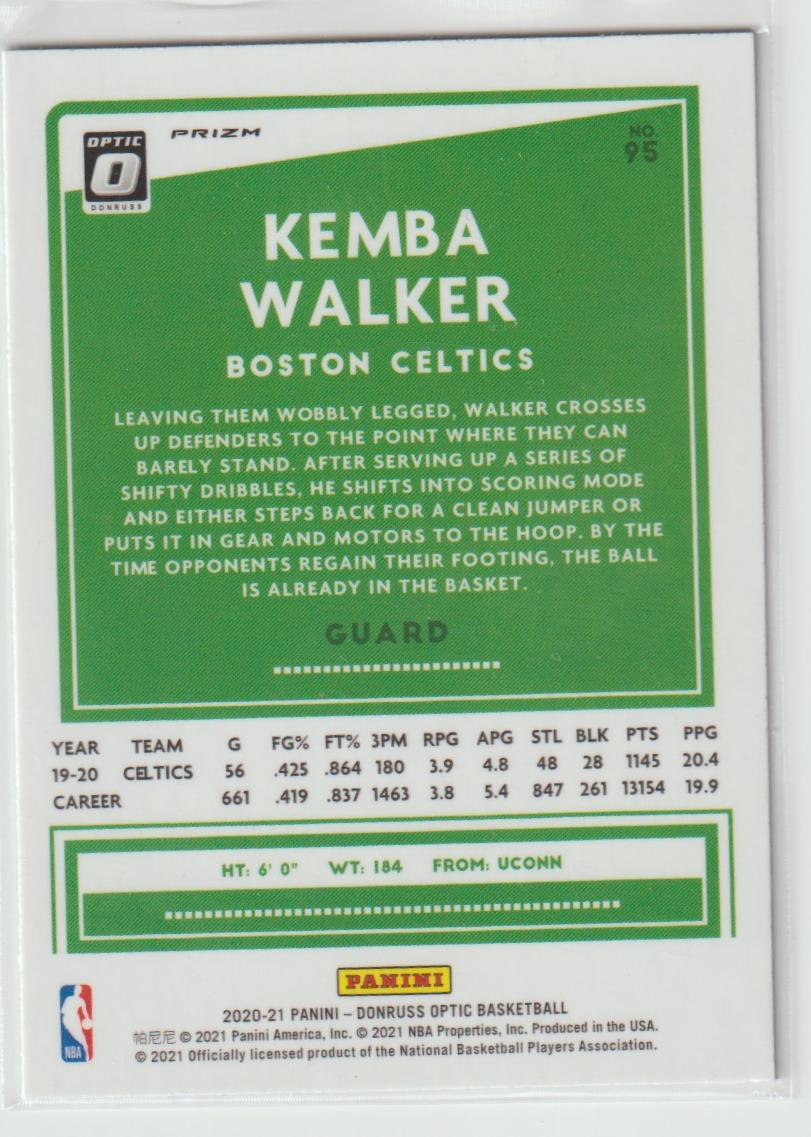 OPTIC
DONRUSS
PRIZM
NO.
95
KEMBA
WALKER
BOSTON CELTICS
LEAVING THEM WOBBLY LEGGED, WALKER CROSSES
UP DEFENDERS TO THE POINT WHERE THEY CAN
BARELY STAND. AFTER SERVING UP A SERIES OF
SHIFTY DRIBBLES, HE SHIFTS INTO SCORING MODE
AND EITHER STEPS BACK FOR A CLEAN JUMPER OR
PUTS IT IN GEAR AND MOTORS TO THE HOOP. BY THE
TIME OPPONENTS REGAIN THEIR FOOTING, THE BALL
IS ALREADY IN THE BASKET.
GUARD
YEAR TEAM G FG% FT% 3PM RPG APG STL BLK PTS PPG
19-20 CELTICS 56 .425 .864 180 3.9 4.8 48 28 1145 20.4
CAREER 661 .419 .837 1463 3.8 5.4 847 261 13154 19.9
HT: 6' 0" WT: 184 FROM: UCONN
PANINI
2020-21 PANINI – DONRUSS OPTIC BASKETBALL
帕尼尼 © 2021 Panini America, Inc. © 2021 NBA Properties, Inc. Produced in the USA.
© 2021 Officially licensed product of the National Basketball Players Association.
NBA